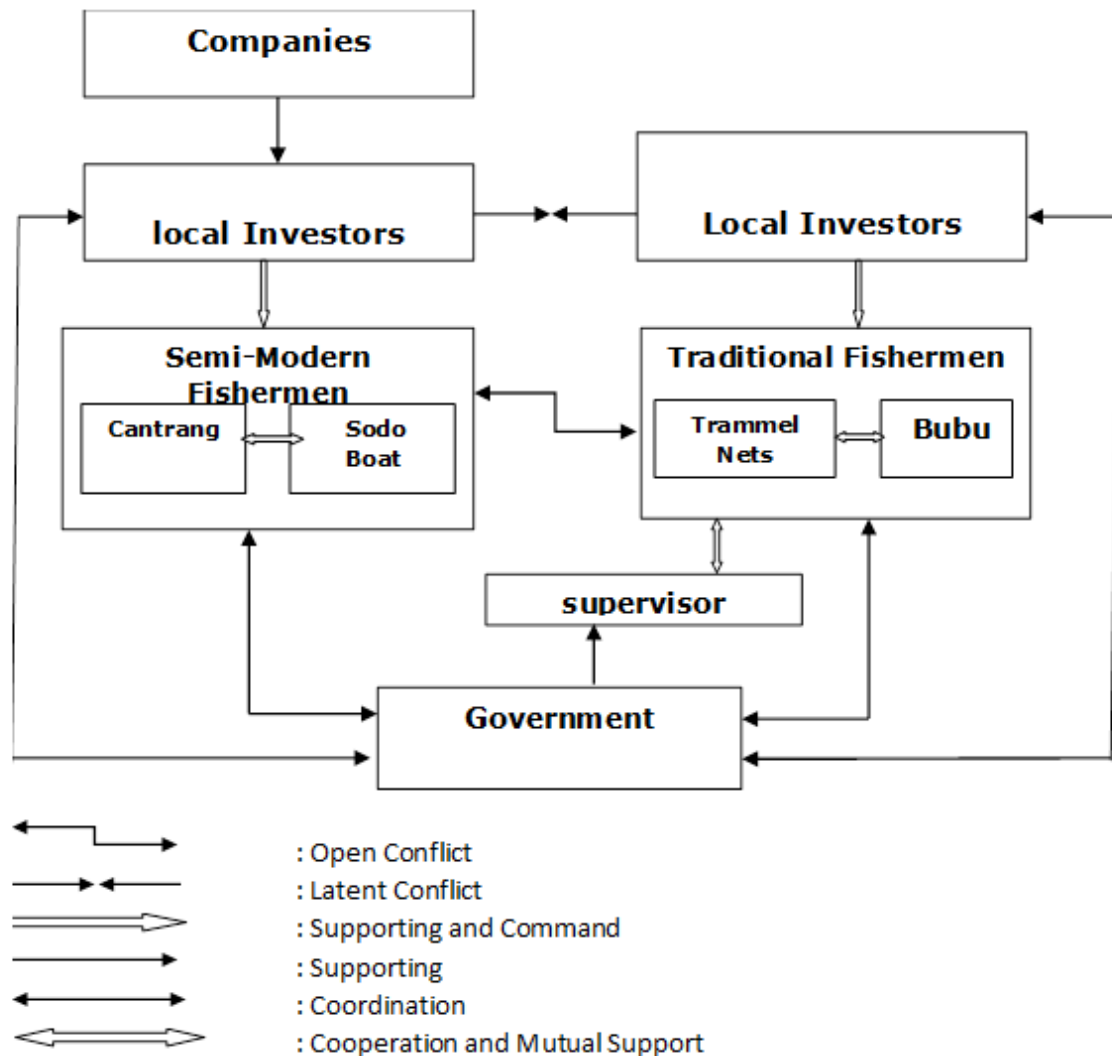 Companies
local Investors
Local Investors
Semi-Modern
Fishermen
Cantrang
Sodo
Boat
Traditional Fishermen
Trammel
Nets
Bubu
supervisor
Government
: Open Conflict
: Latent Conflict
: Supporting and Command
: Supporting
: Coordination
: Cooperation and Mutual Support